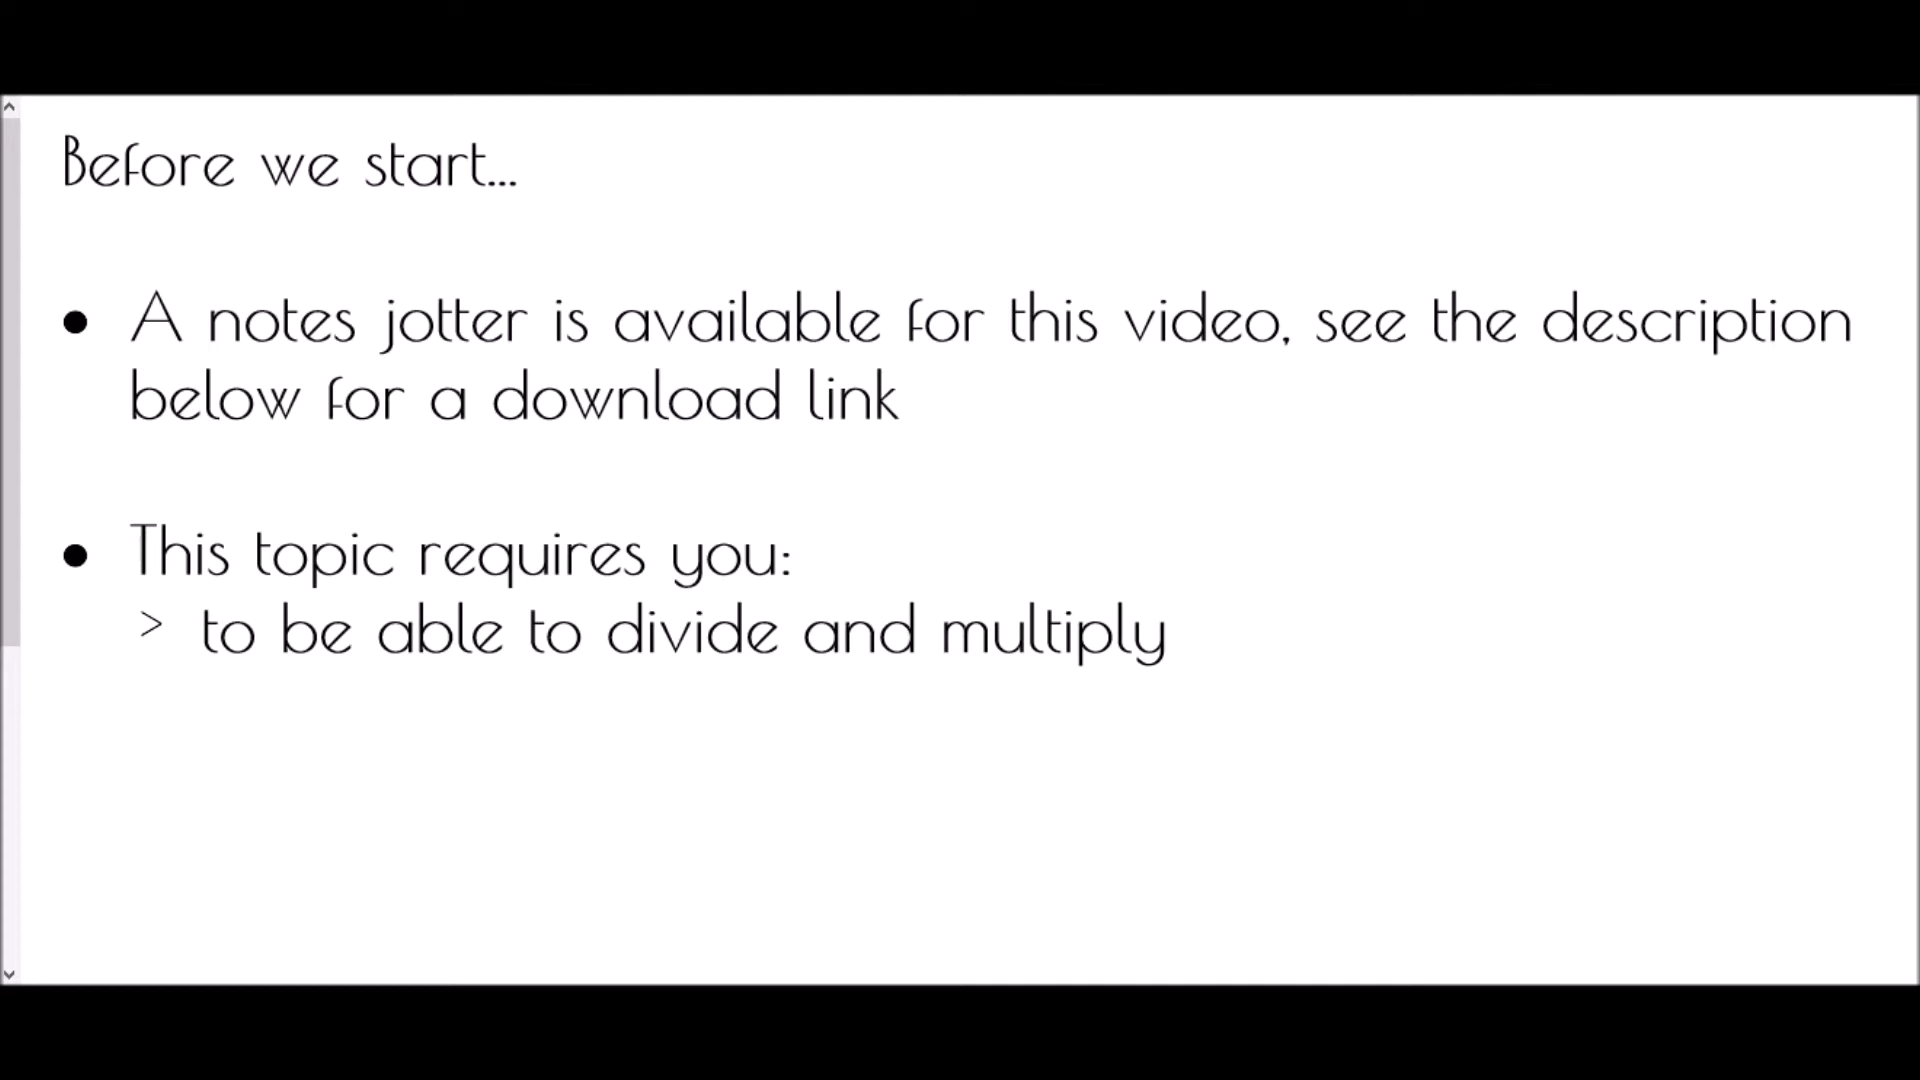 Before we start...
● A notes jotter is available for this video, see the description
below for a download link
● This topic requires you:
> to be able to divide and multiply